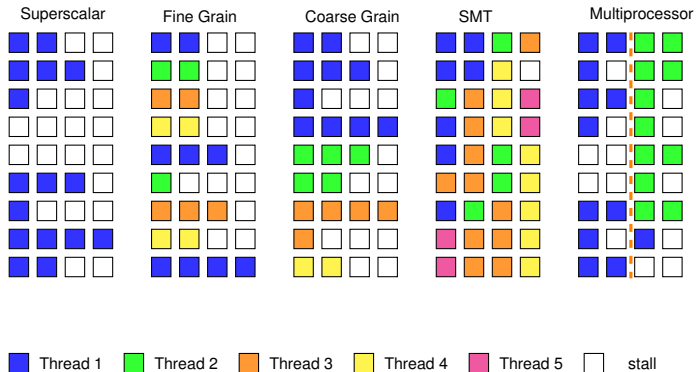 Superscalar Fine Grain Coarse Grain SMT Multiprocessor
Thread 1 Thread 2 Thread 3 Thread 4 Thread 5 stall